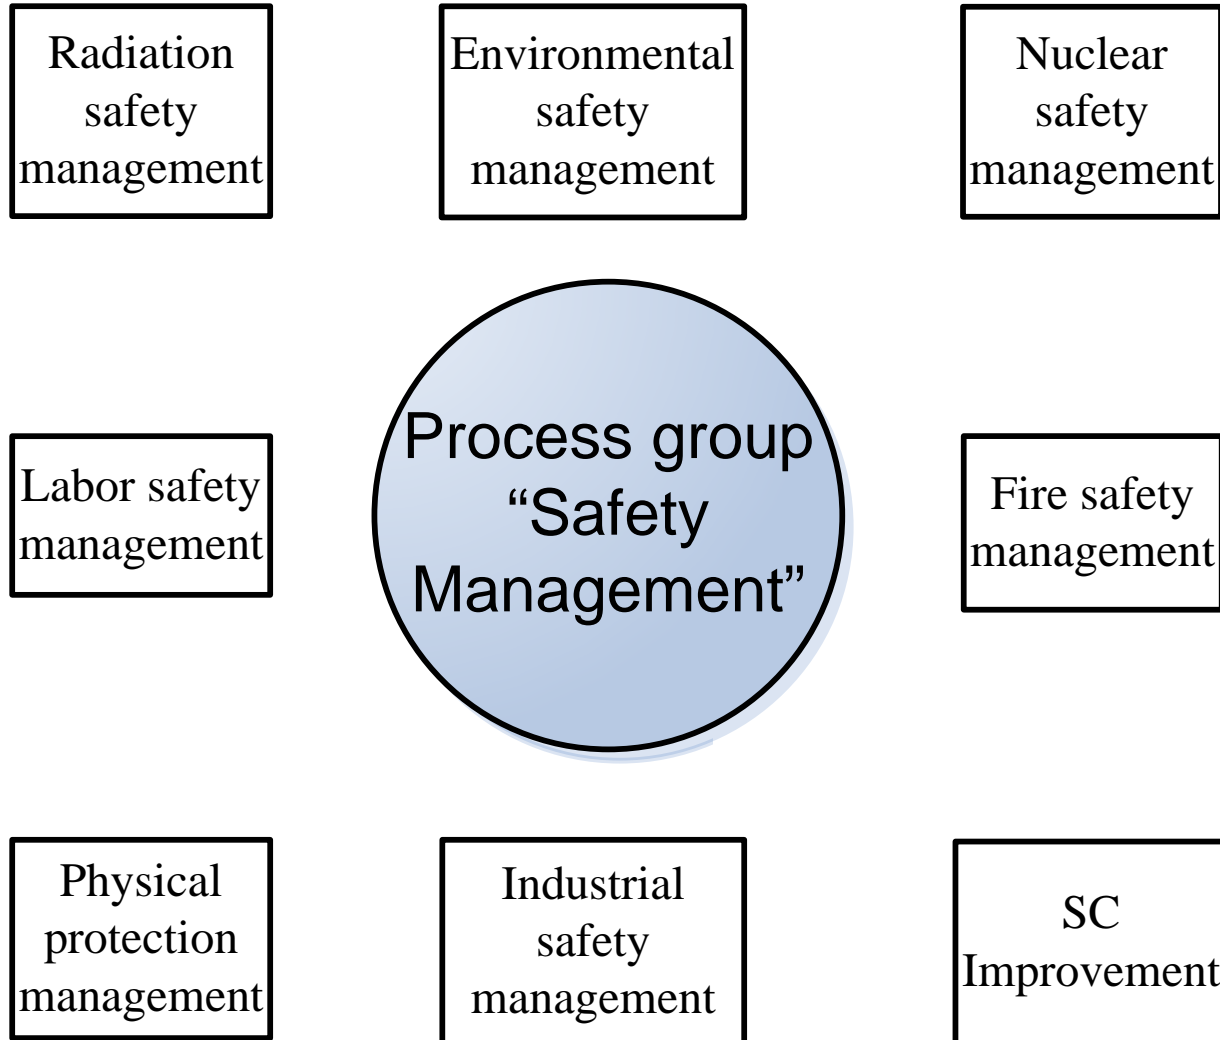 Radiation
safety
management
Environmental
safety
management
Nuclear
safety
management
Labor safety
management
Process group
“Safety
Management”
Fire safety
management
Physical
protection
management
Industrial
safety
management
SC
Improvement